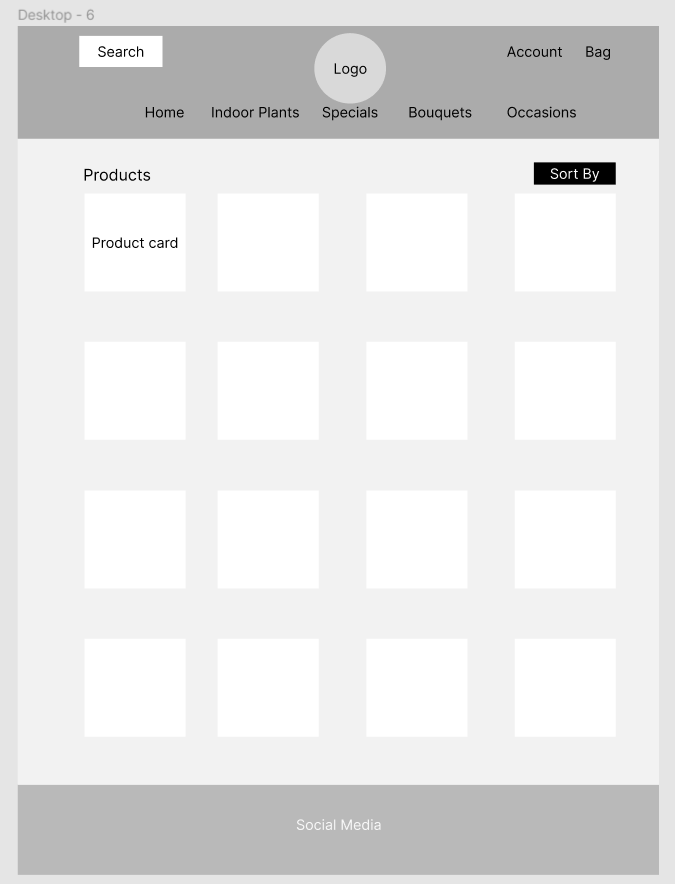 Desktop - 6
Search
Logo
Account Bag
Home Indoor Plants Specials Bouquets Occasions
Products
Sort By
Product card
Social Media